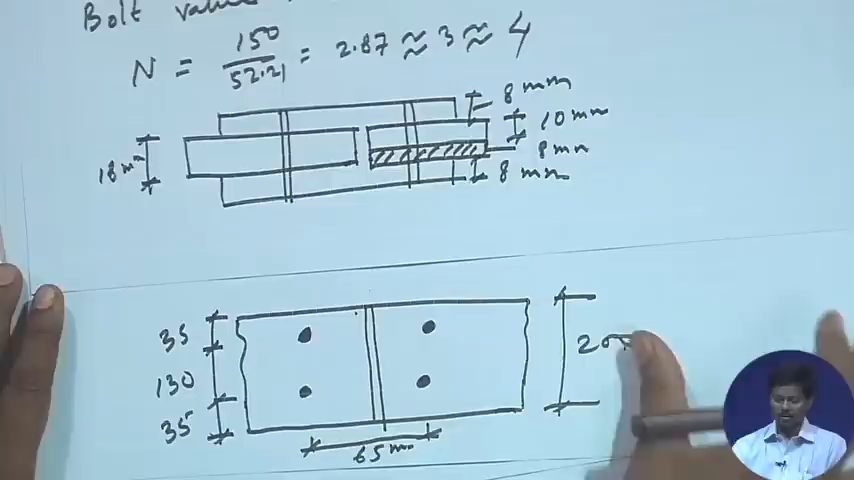 Bolt value
N = 150 / 52.21 = 2.87 ≈ 3 ≈ 4
8 mm
10 mm
18 mm
8 mm
8 mm
35
130
35
65 mm